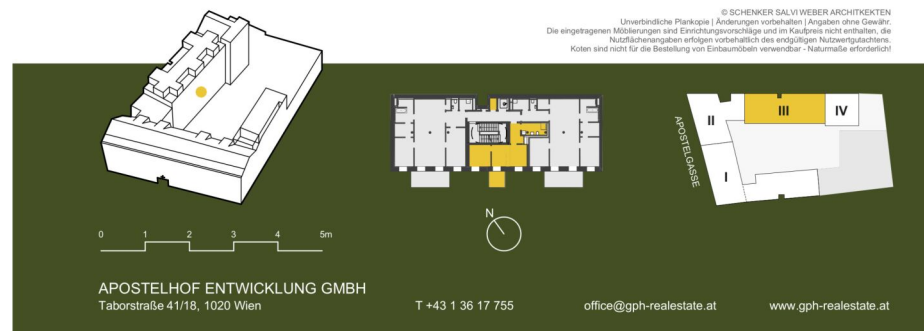 © SCHENKER SALVI WEBER ARCHITKEKTEN
Unverbindliche Plankopie | Änderungen vorbehalten | Angaben ohne Gewähr.
Die eingetragenen Möblierungen sind Einrichtungsvorschläge und im Kaufpreis nicht enthalten, die
Nutzflächenangaben erfolgen vorbehaltlich des endgültigen Nutzwertgutachtens.
Koten sind nicht für die Bestellung von Einbaumöbeln verwendbar - Naturmaße erforderlich!
II
III
IV
I
APOSTELGASSE
N
0 1 2 3 4 5m
APOSTELHOF ENTWICKLUNG GMBH
Taborstraße 41/18, 1020 Wien
T +43 1 36 17 755
office@gph-realestate.at
www.gph-realestate.at